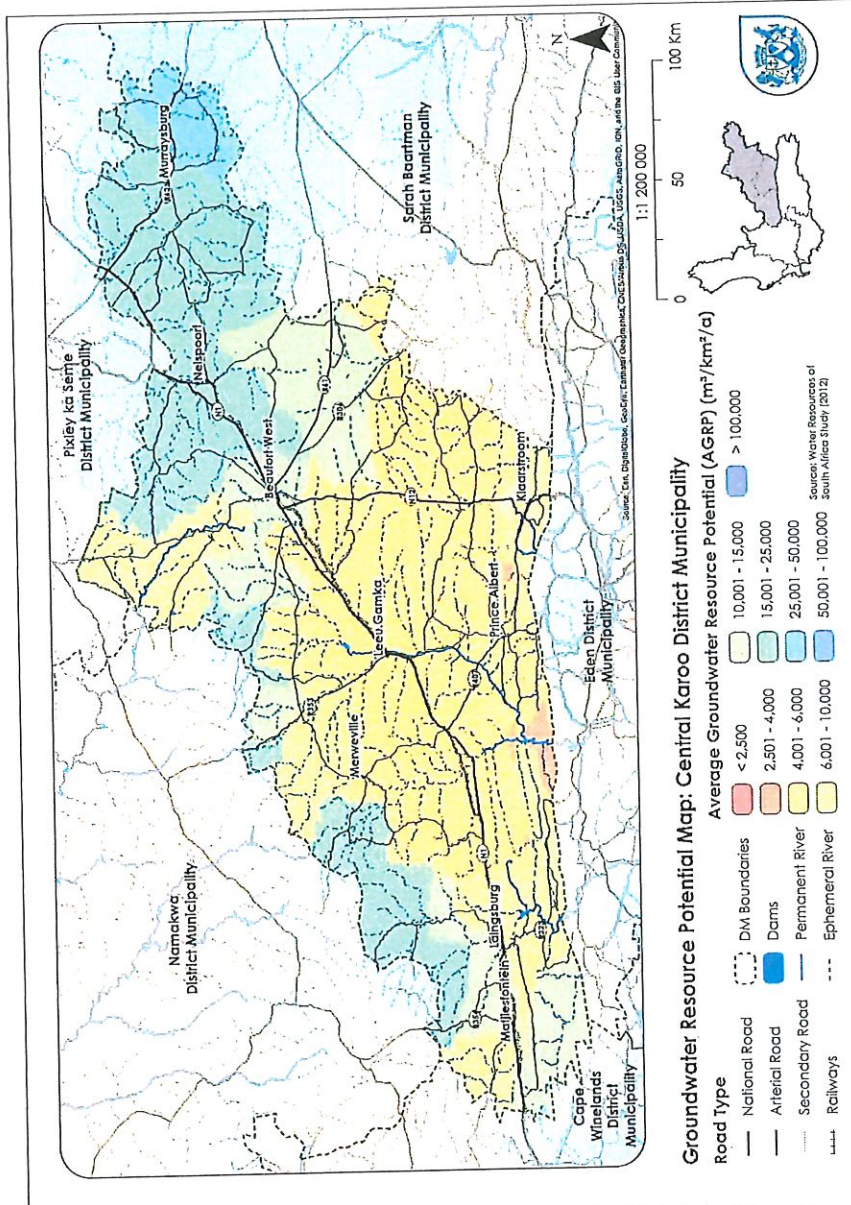 Pixley ka Seme
District Municipality
Murraysburg
Nelspoort
N1
R61
R306
Beaufort West
Namakwa
District Municipality
Sarah Baartman
District Municipality
N12
Leeu Gamka
R353
Merweville
Prince Albert
R407
Klaarstroom
N1
Laingsburg
Matjiesfontein
R354
R323
Eden District
Municipality
Cape
Winelands
District
Municipality
N
1:1 200 000
0 50 100 Km
Groundwater Resource Potential Map: Central Karoo District Municipality
Road Type
National Road
Arterial Road
Secondary Road
Railways
DM Boundaries
Dams
Permanent River
Ephemeral River
Average Groundwater Resource Potential (AGRP) (m³/km²/a)
< 2,500
2,501 - 4,000
4,001 - 6,000
6,001 - 10,000
10,001 - 15,000
15,001 - 25,000
25,001 - 50,000
50,001 - 100,000
> 100,000
Source: Water Resources of
South Africa Study (2012)